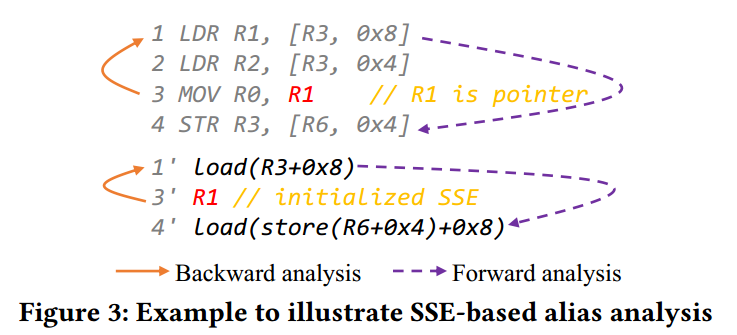 1 LDR R1, [R3, 0x8]
2 LDR R2, [R3, 0x4]
3 MOV R0, R1 // R1 is pointer
4 STR R3, [R6, 0x4]
1' load(R3+0x8)
3' R1 // initialized SSE
4' load(store(R6+0x4)+0x8)
Backward analysis Forward analysis
Figure 3: Example to illustrate SSE-based alias analysis